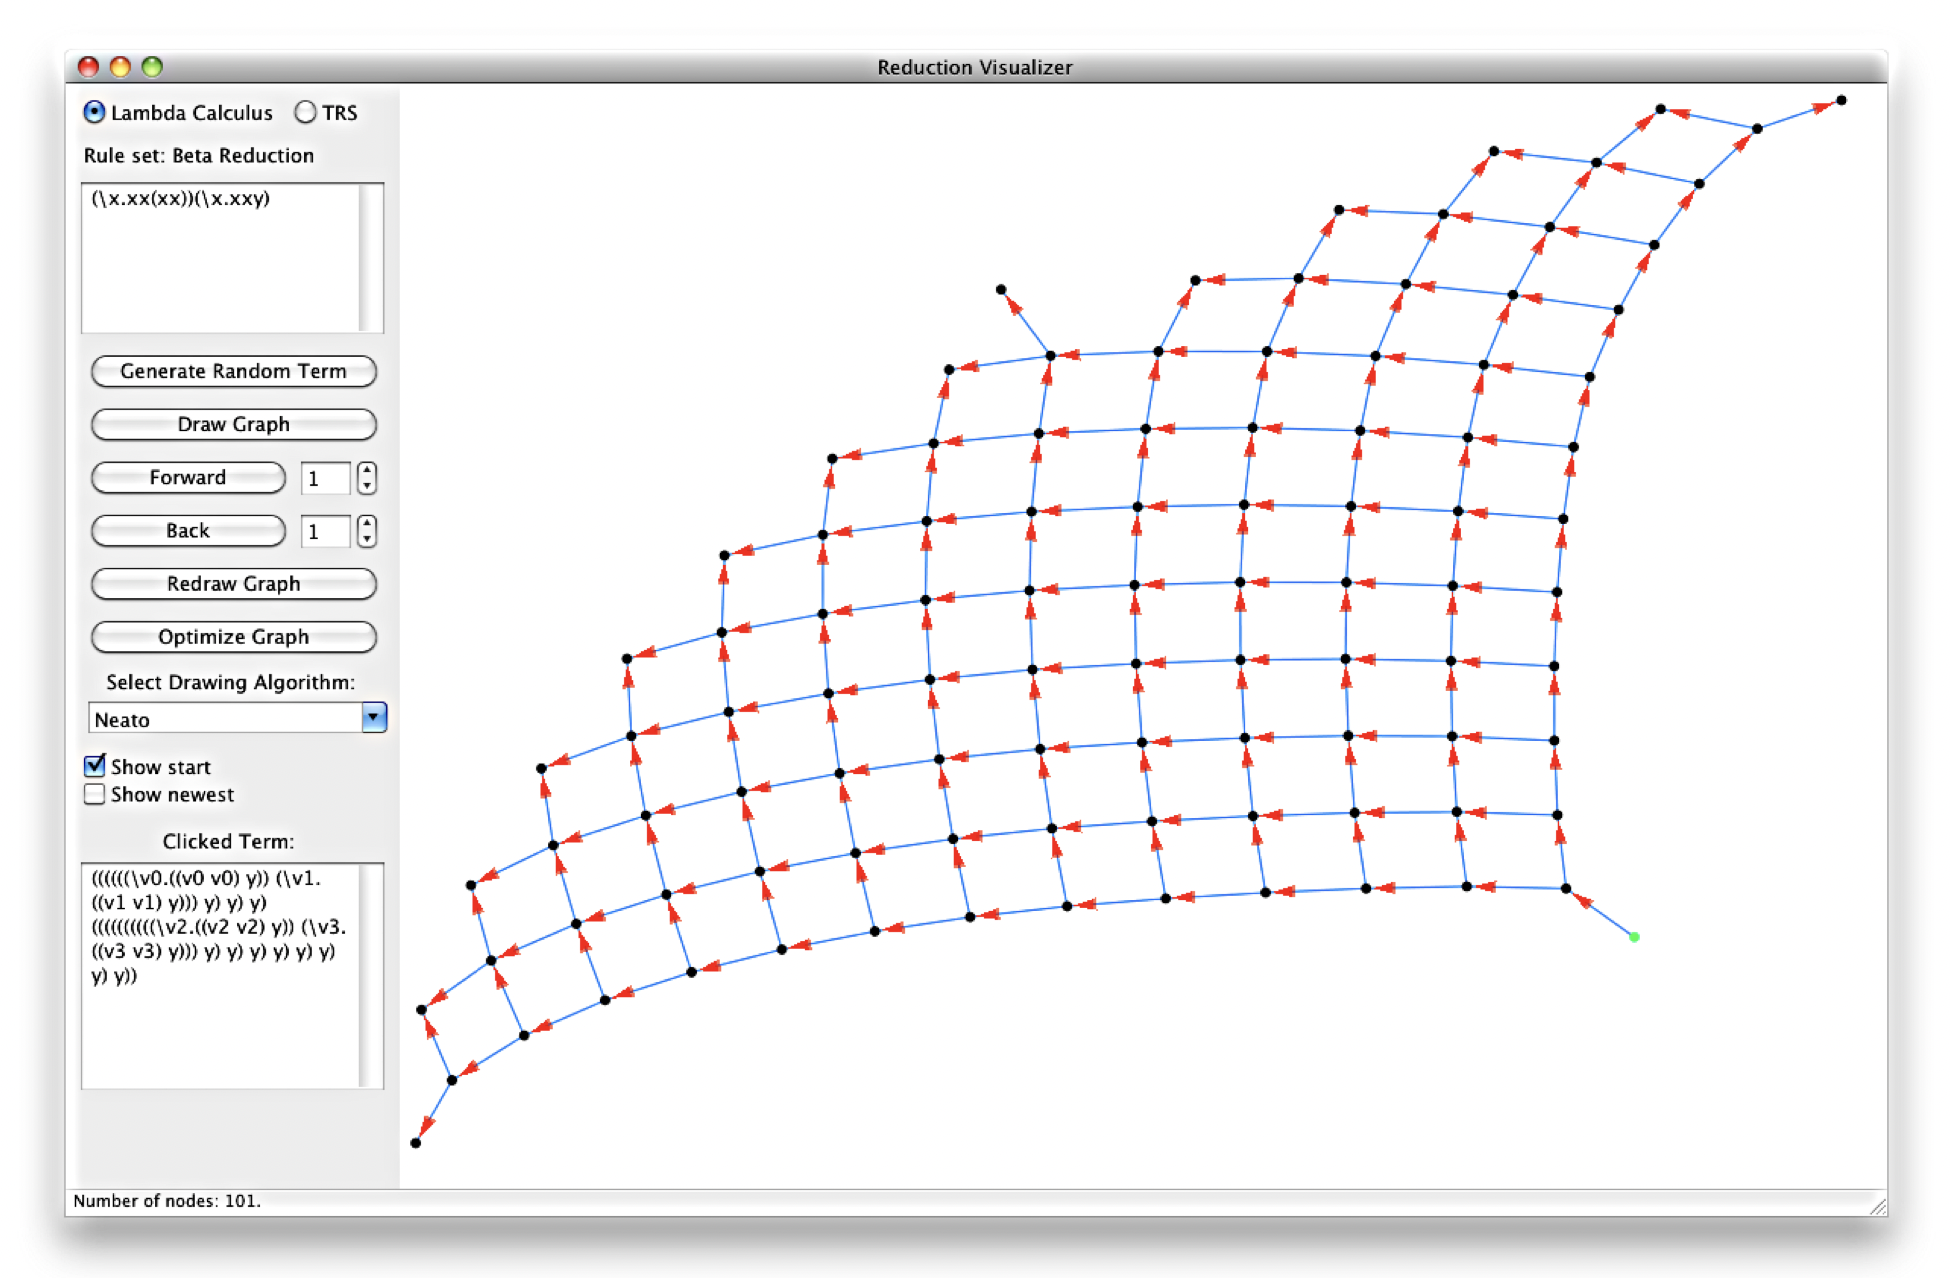 Reduction Visualizer
Lambda Calculus TRS
Rule set: Beta Reduction
(\x.xx(xx))(\x.xxy)
Generate Random Term
Draw Graph
Forward 1
Back 1
Redraw Graph
Optimize Graph
Select Drawing Algorithm:
Neato
Show start
Show newest
Clicked Term:
((((((\v0.((v0 v0) y)) (\v1.
((v1 v1) y))) y) y) y)
((((((((((\v2.((v2 v2) y)) (\v3.
((v3 v3) y))) y) y) y) y) y) y)
y) y))
Number of nodes: 101.